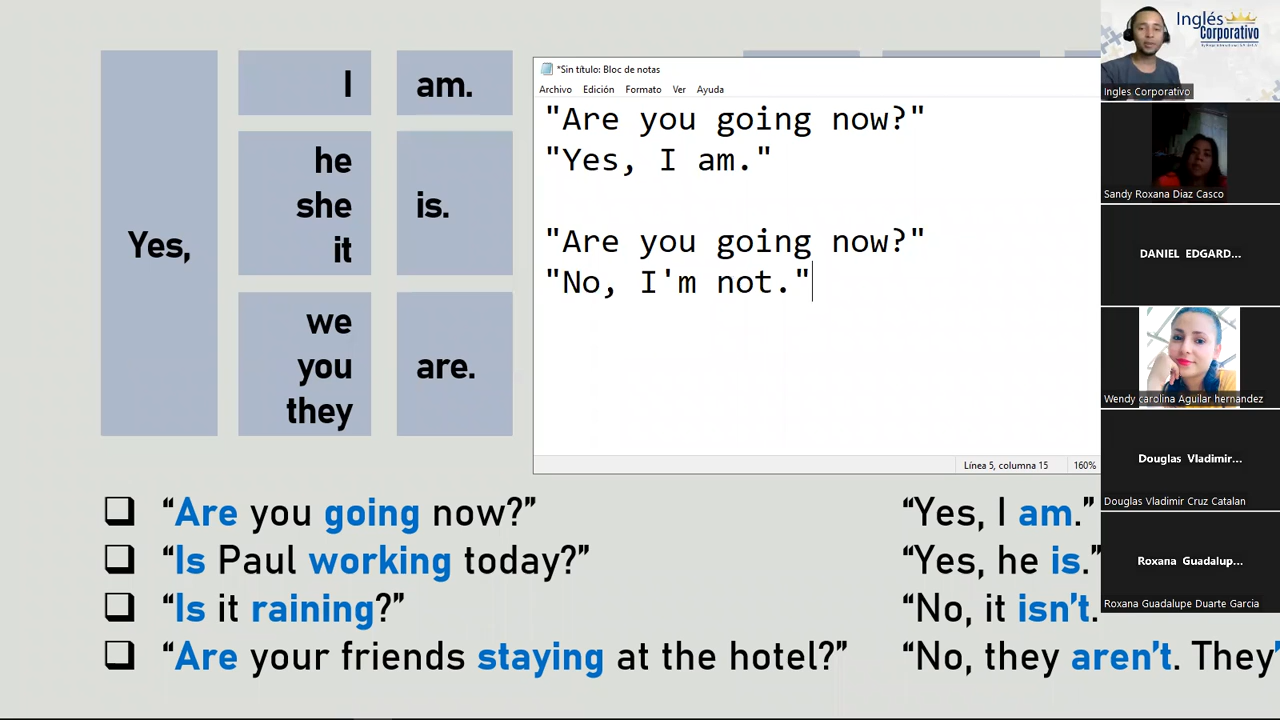 Yes,
I
am.
he
she
it
is.
we
you
they
are.
*Sin título: Bloc de notas
Archivo Edición Formato Ver Ayuda
"Are you going now?"
"Yes, I am."
"Are you going now?"
"No, I'm not."
Línea 5, columna 15 160%
“Are you going now?” “Yes, I am.”
“Is Paul working today?” “Yes, he is.”
“Is it raining?” “No, it isn’t.
“Are your friends staying at the hotel?” “No, they aren’t. They’
Inglés
Corporativo
Ingles Corporativo
Sandy Roxana Diaz Casco
DANIEL EDGARD...
Wendy carolina Aguilar hernandez
Douglas Vladimir...
Douglas Vladimir Cruz Catalan
Roxana Guadalup...
Roxana Guadalupe Duarte Garcia